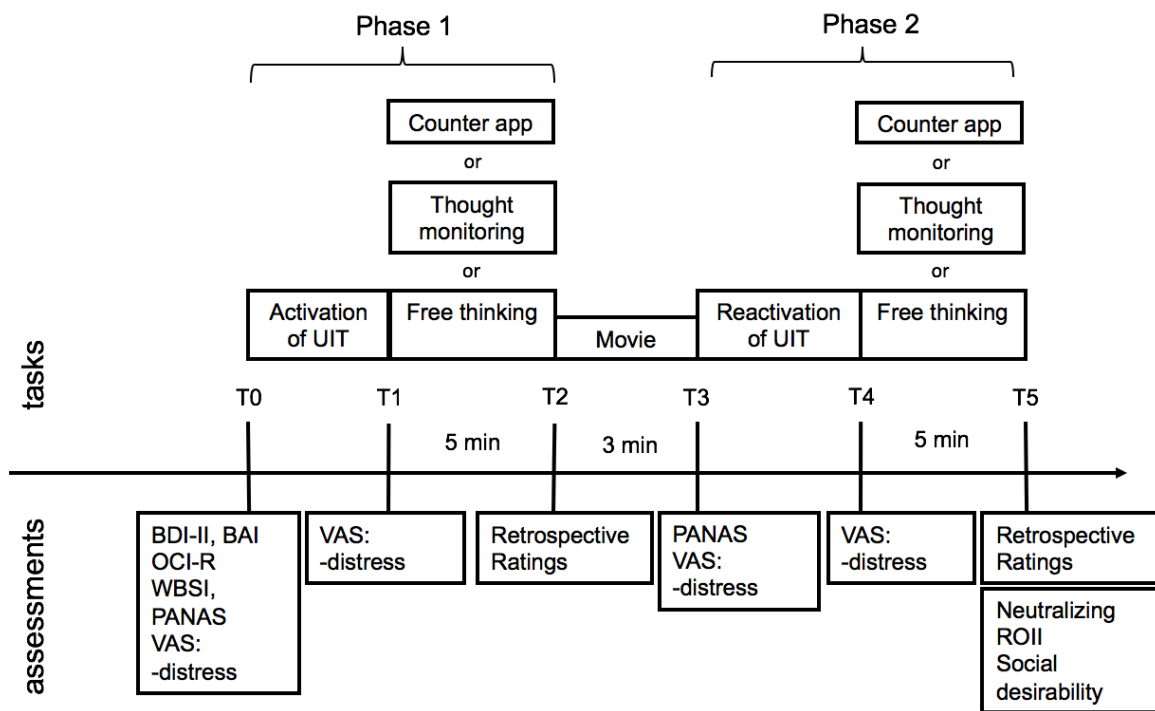 Phase 1
Phase 2
Counter app
Counter app
or
or
Thought
monitoring
Thought
monitoring
or
or
Activation
of UIT
Free thinking
Movie
Reactivation
of UIT
Free thinking
tasks
T0
T1
T2
T3
T4
T5
5 min
3 min
5 min
assessments
BDI-II, BAI
OCI-R
WBSI,
PANAS
VAS:
-distress
VAS:
-distress
Retrospective
Ratings
PANAS
VAS:
-distress
VAS:
-distress
Retrospective
Ratings
Neutralizing
ROII
Social
desirability